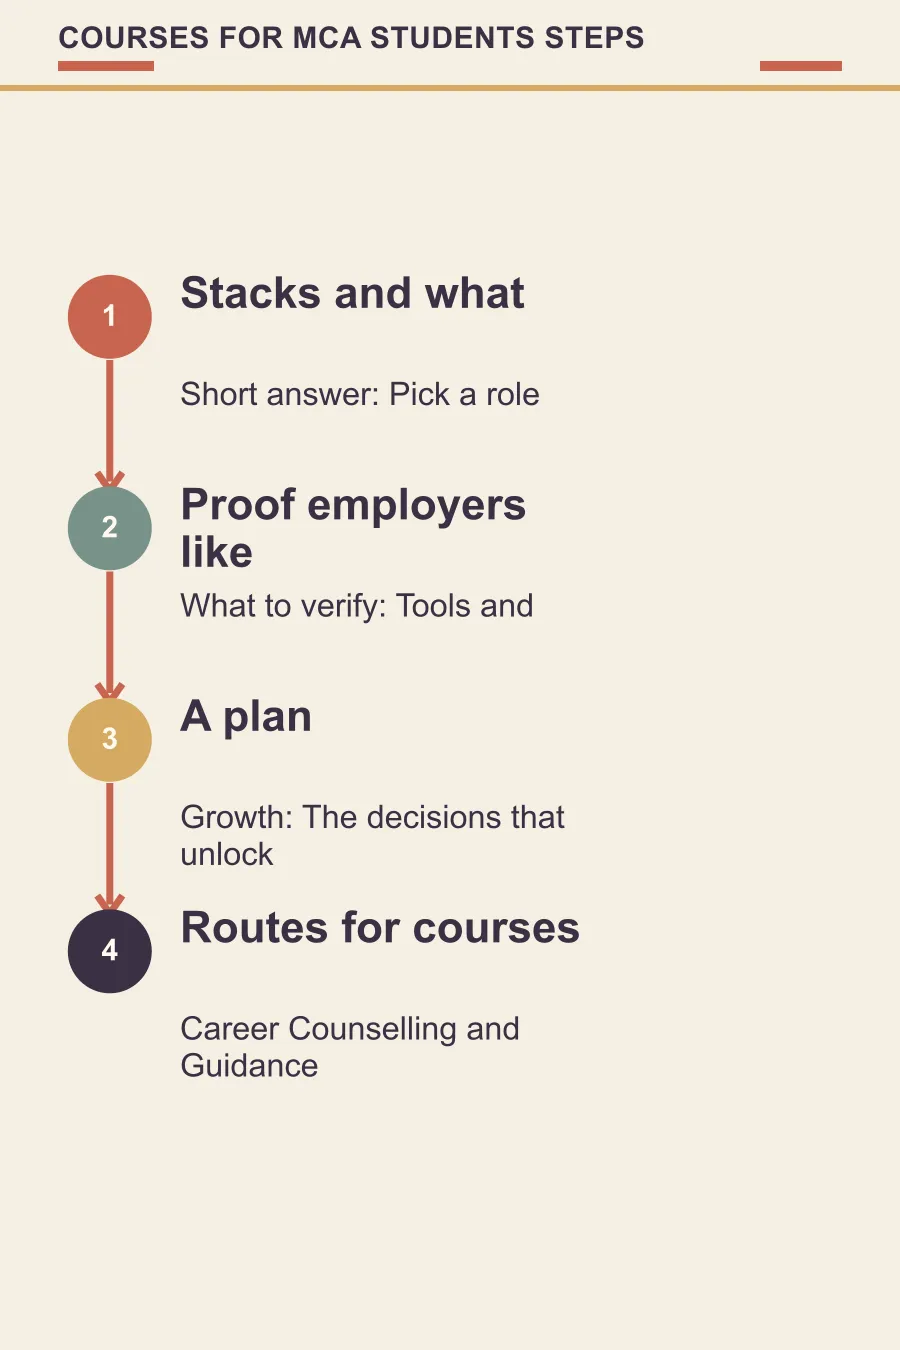 COURSES FOR MCA STUDENTS STEPS
1
Stacks and what
Short answer: Pick a role
2
Proof employers
like
What to verify: Tools and
3
A plan
Growth: The decisions that
unlock
4
Routes for courses
Career Counselling and
Guidance